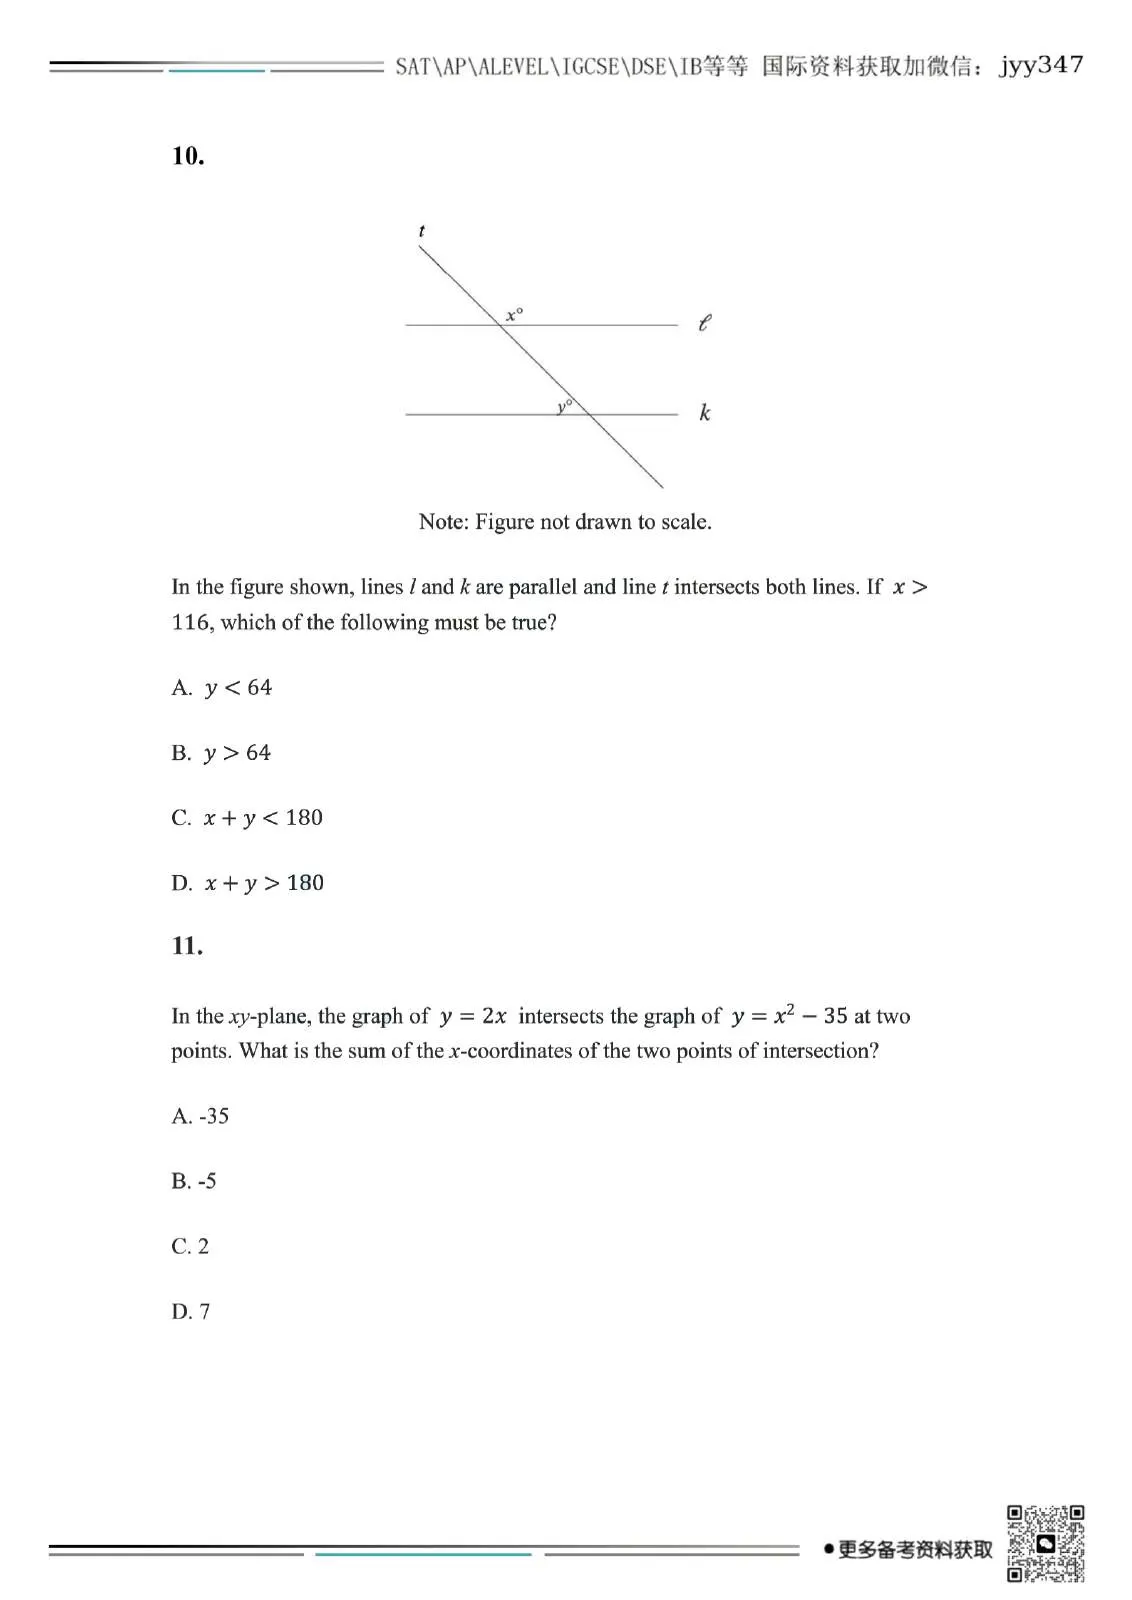 SAT\AP\ALEVEL\IGCSE\DSE\IB等等 国际资料获取加微信: jyy347
10.
t
x°
ℓ
y°
k
Note: Figure not drawn to scale.
In the figure shown, lines l and k are parallel and line t intersects both lines. If x >
116, which of the following must be true?
A. y < 64
B. y > 64
C. x + y < 180
D. x + y > 180
11.
In the xy-plane, the graph of y = 2x intersects the graph of y = x² − 35 at two
points. What is the sum of the x-coordinates of the two points of intersection?
A. -35
B. -5
C. 2
D. 7
●更多备考资料获取